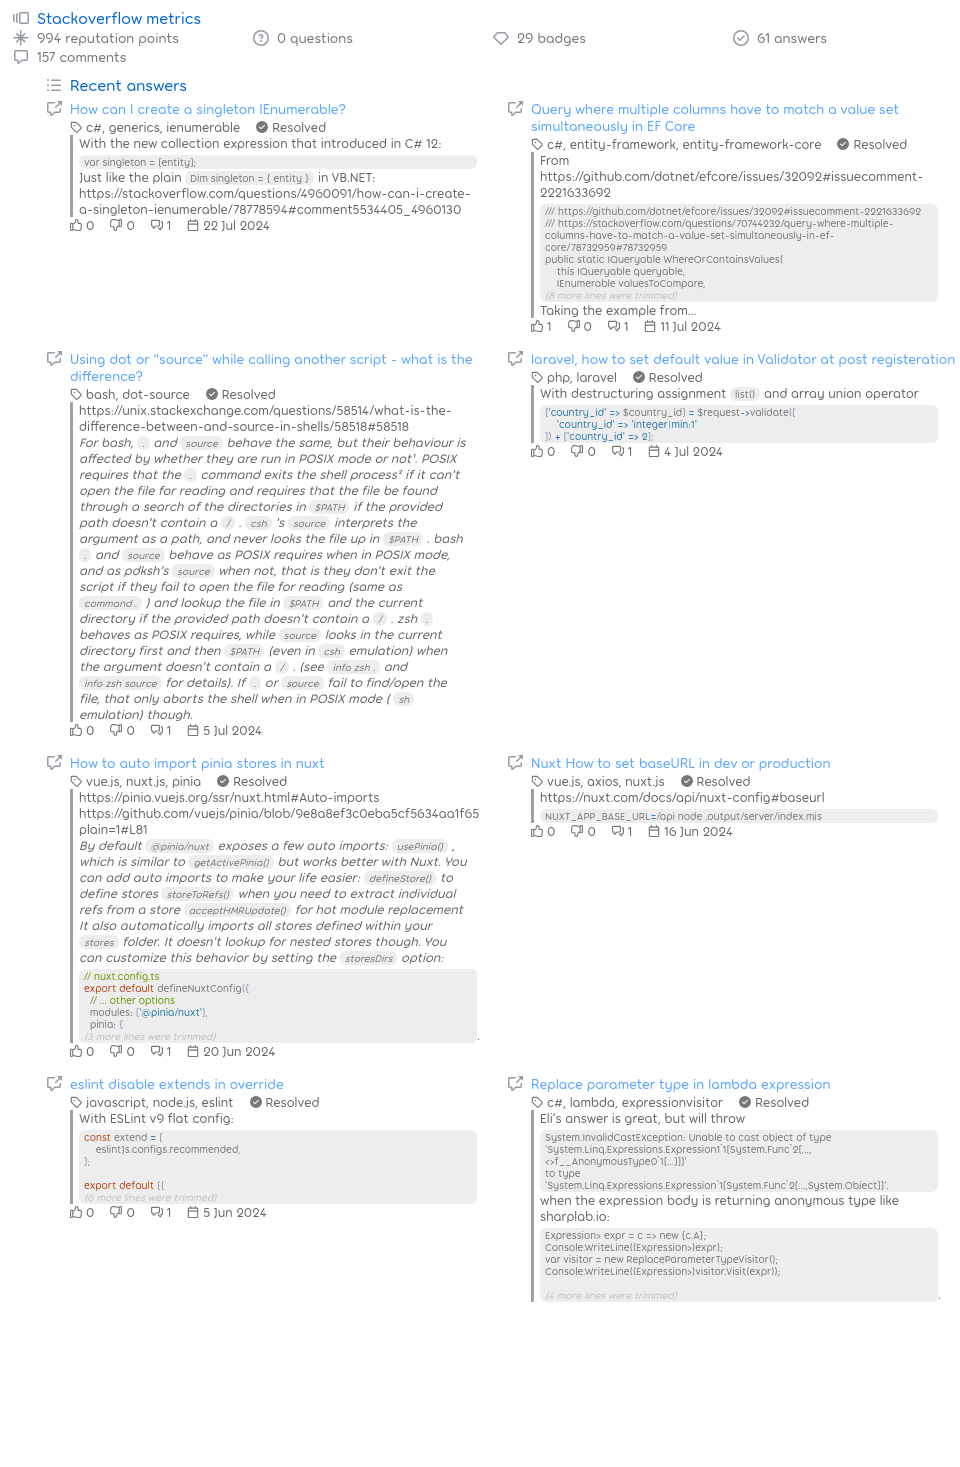 Stackoverflow metrics
994 reputation points
0 questions
29 badges
61 answers
157 comments
Recent answers
How can I create a singleton IEnumerable?
c#, generics, ienumerable Resolved
With the new collection expression that introduced in C# 12:
var singleton = [entity];
Just like the plain Dim singleton = { entity } in VB.NET:
https://stackoverflow.com/questions/4960091/how-can-i-create-
a-singleton-ienumerable/78778594#comment5534405_4960130
0 0 1 22 Jul 2024
Query where multiple columns have to match a value set
simultaneously in EF Core
c#, entity-framework, entity-framework-core Resolved
From
https://github.com/dotnet/efcore/issues/32092#issuecomment-
2221633692
/// https://github.com/dotnet/efcore/issues/32092#issuecomment-2221633692
/// https://stackoverflow.com/questions/70744232/query-where-multiple-
columns-have-to-match-a-value-set-simultaneously-in-ef-
core/78732959#78732959
public static IQueryable WhereOrContainsValues(
this IQueryable queryable,
IEnumerable valuesToCompare,
(8 more lines were trimmed)
Taking the example from...
1 0 1 11 Jul 2024
Using dot or "source" while calling another script - what is the
difference?
bash, dot-source Resolved
https://unix.stackexchange.com/questions/58514/what-is-the-
difference-between-and-source-in-shells/58518#58518
For bash, . and source behave the same, but their behaviour is
affected by whether they are run in POSIX mode or not¹. POSIX
requires that the . command exits the shell process² if it can't
open the file for reading and requires that the file be found
through a search of the directories in $PATH if the provided
path doesn't contain a / . csh 's source interprets the
argument as a path, and never looks the file up in $PATH . bash
. and source behave as POSIX requires when in POSIX mode,
and as pdksh's source when not, that is they don't exit the
script if they fail to open the file for reading (same as
command . ) and lookup the file in $PATH and the current
directory if the provided path doesn't contain a / . zsh .
behaves as POSIX requires, while source looks in the current
directory first and then $PATH (even in csh emulation) when
the argument doesn't contain a / . (see info zsh . and
info zsh source for details). If . or source fail to find/open the
file, that only aborts the shell when in POSIX mode ( sh
emulation) though.
0 0 1 5 Jul 2024
laravel, how to set default value in Validator at post registeration
php, laravel Resolved
With destructuring assignment list() and array union operator
['country_id' => $country_id] = $request->validate([
'country_id' => 'integer|min:1'
]) + ['country_id' => 2];
0 0 1 4 Jul 2024
How to auto import pinia stores in nuxt
vue.js, nuxt.js, pinia Resolved
https://pinia.vuejs.org/ssr/nuxt.html#Auto-imports
https://github.com/vuejs/pinia/blob/9e8a8ef3c0eba5cf5634aa1f65
plain=1#L81
By default @pinia/nuxt exposes a few auto imports: usePinia() ,
which is similar to getActivePinia() but works better with Nuxt. You
can add auto imports to make your life easier: defineStore() to
define stores storeToRefs() when you need to extract individual
refs from a store acceptHMRUpdate() for hot module replacement
It also automatically imports all stores defined within your
stores folder. It doesn't lookup for nested stores though. You
can customize this behavior by setting the storesDirs option:
// nuxt.config.ts
export default defineNuxtConfig({
// ... other options
modules: ['@pinia/nuxt'],
pinia: {
(3 more lines were trimmed)
.
0 0 1 20 Jun 2024
Nuxt How to set baseURL in dev or production
vue.js, axios, nuxt.js Resolved
https://nuxt.com/docs/api/nuxt-config#baseurl
NUXT_APP_BASE_URL=/api node .output/server/index.mjs
0 0 1 16 Jun 2024
eslint disable extends in override
javascript, node.js, eslint Resolved
With ESLint v9 flat config:
const extend = [
eslintJs.configs.recommended,
];
export default [{
(6 more lines were trimmed)
0 0 1 5 Jun 2024
Replace parameter type in lambda expression
c#, lambda, expressionvisitor Resolved
Eli's answer is great, but will throw
System.InvalidCastException: Unable to cast object of type
'System.Linq.Expressions.Expression1`1[System.Func`2[...,
<>f__AnonymousType0`1[...]]]'
to type
'System.Linq.Expressions.Expression`1[System.Func`2[...,System.Object]]'.
when the expression body is returning anonymous type like
sharplab.io:
Expression> expr = c => new {c.A};
Console.WriteLine((Expression>)expr);
var visitor = new ReplaceParameterTypeVisitor();
Console.WriteLine((Expression>)visitor.Visit(expr));
(4 more lines were trimmed)
.